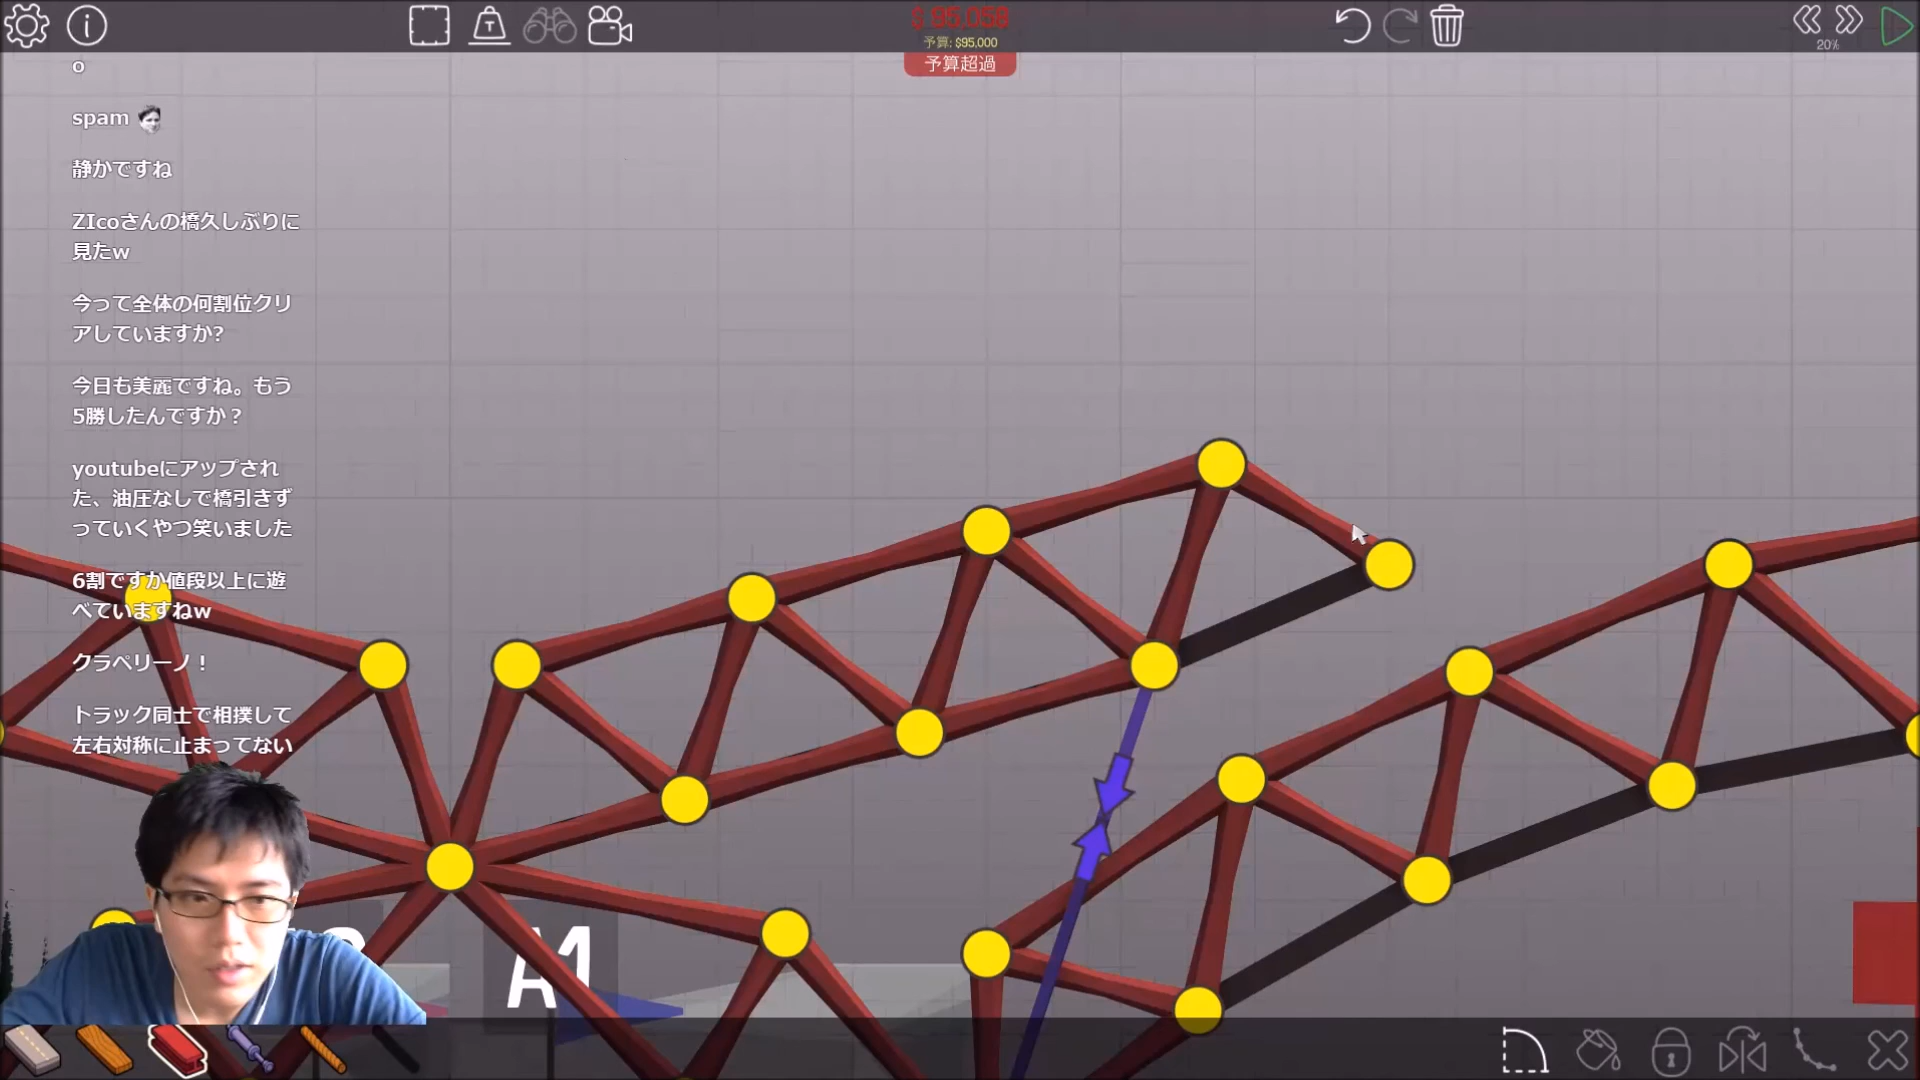 $ 95,058
予算: $95,000
予算超過
20%
o
spam
静かですね
ZIcoさんの橋久しぶりに
見たw
今って全体の何割位クリ
アしていますか?
今日も美麗ですね。もう
5勝したんですか？
youtubeにアップされ
た、油圧なしで橋引きず
っていくやつ笑いました
6割ですか値段以上に遊
べていますねw
クラペリーノ！
トラック同士で相撲して
左右対称に止まってない
A1